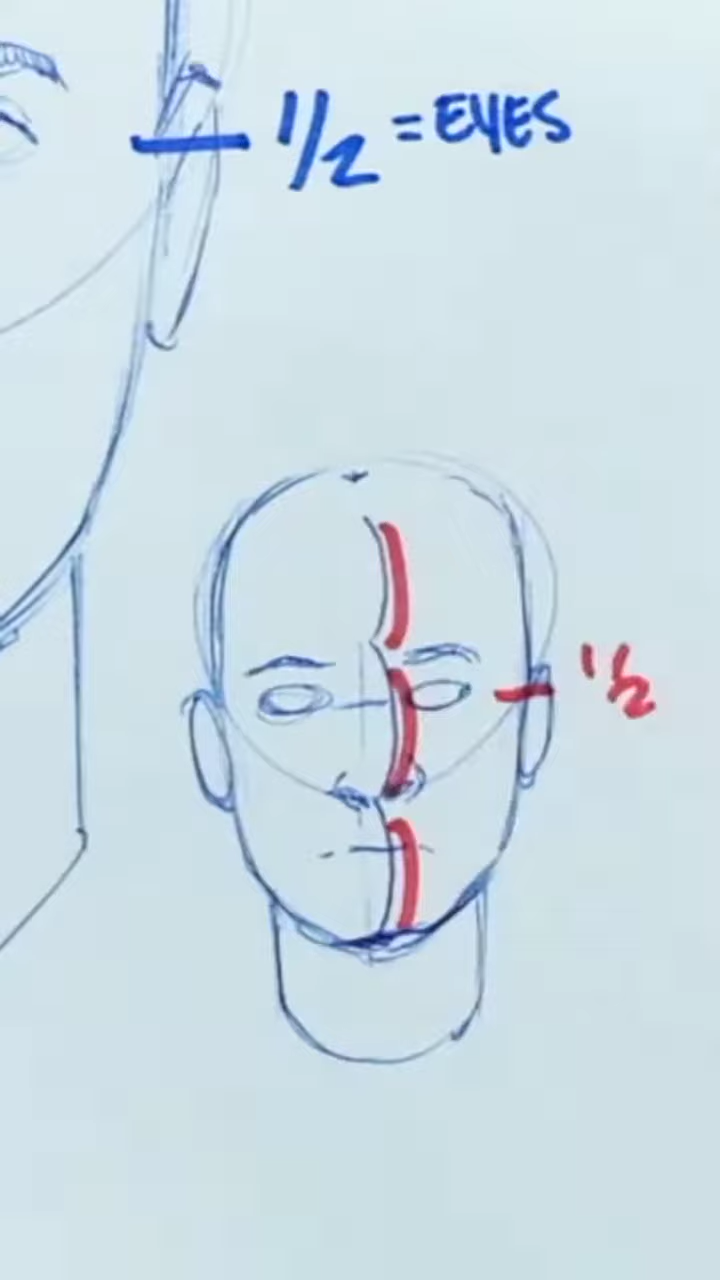 1/2 = EYES
1/2